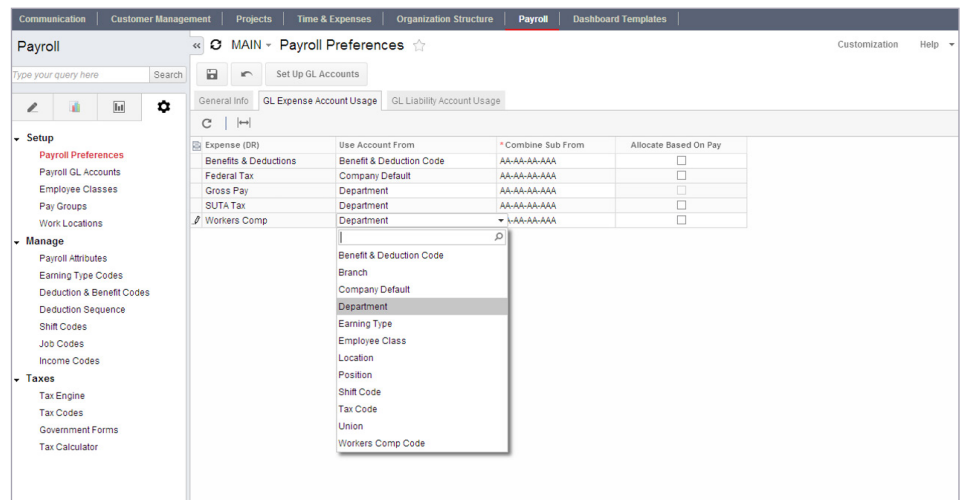 Communication Customer Management Projects Time & Expenses Organization Structure Payroll Dashboard Templates
Payroll
MAIN Payroll Preferences
Customization Help
Type your query here Search
Set Up GL Accounts
General Info GL Expense Account Usage GL Liability Account Usage
Setup
Payroll Preferences
Payroll GL Accounts
Employee Classes
Pay Groups
Work Locations
Manage
Payroll Attributes
Earning Type Codes
Deduction & Benefit Codes
Deduction Sequence
Shift Codes
Job Codes
Income Codes
Taxes
Tax Engine
Tax Codes
Government Forms
Tax Calculator
Expense (DR) Use Account From *Combine Sub From Allocate Based On Pay
Benefits & Deductions Benefit & Deduction Code AA-AA-AA-AAA
Federal Tax Company Default AA-AA-AA-AAA
Gross Pay Department AA-AA-AA-AAA
SUTA Tax Department AA-AA-AA-AAA
Workers Comp Department -AA-AA-AAA
Benefit & Deduction Code
Branch
Company Default
Department
Earning Type
Employee Class
Location
Position
Shift Code
Tax Code
Union
Workers Comp Code